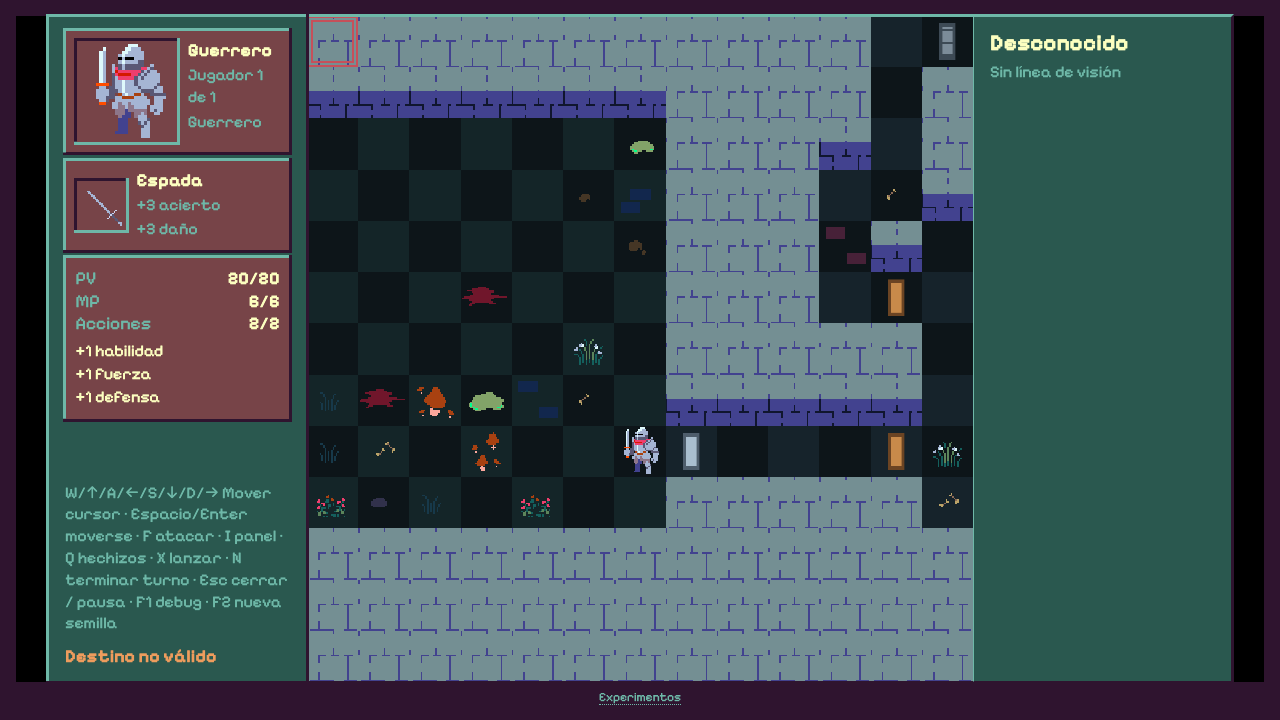 Guerrero
Jugador 1
de 1
Guerrero
Espada
+3 acierto
+3 daño
PV 80/80
MP 6/6
Acciones 2/2
+1 habilidad
+1 fuerza
+1 defensa
W/↑/A/←/S/↓/D/→ Mover
cursor · Espacio/Enter
moverse · F atacar · I panel ·
Q hechizos · X lanzar · N
terminar turno · Esc cerrar
/ pausa · F1 debug · F2 nueva
semilla
Destino no válido
Desconocido
Sin línea de visión
Experimentos